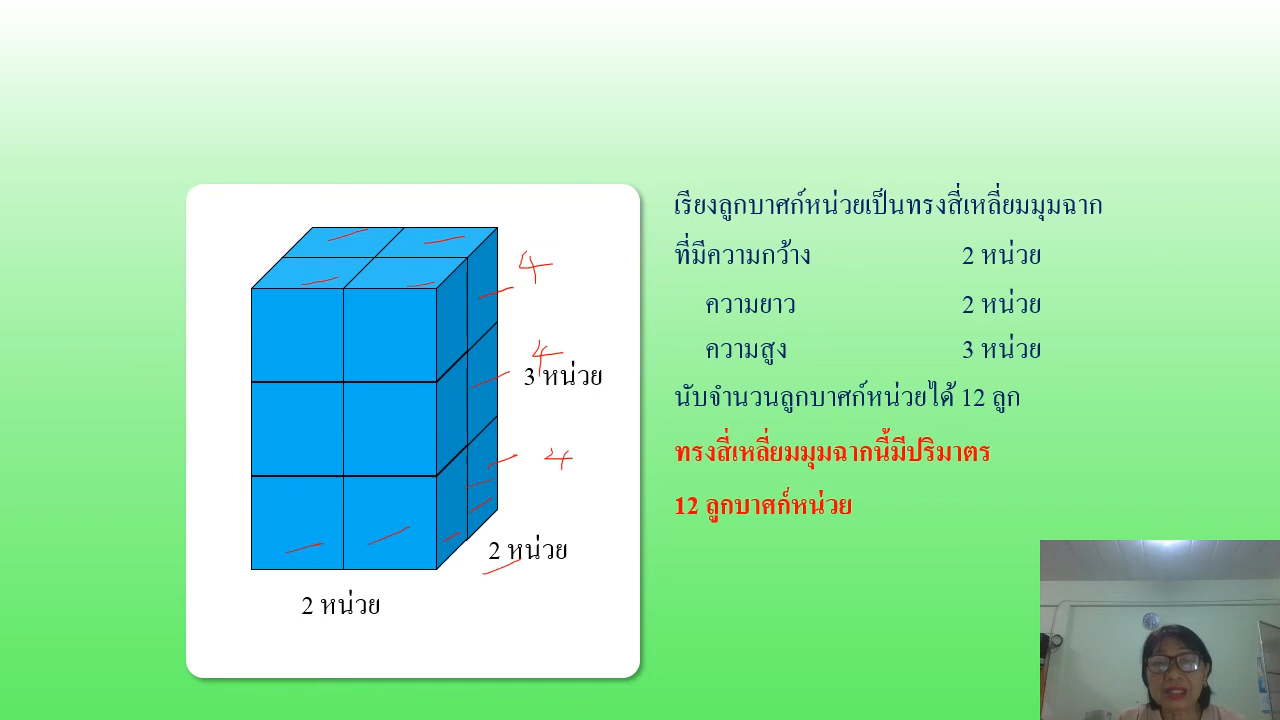 เรียงลูกบาศก์หน่วยเป็นทรงสี่เหลี่ยมมุมฉาก
ที่มีความกว้าง 2 หน่วย
ความยาว 2 หน่วย
ความสูง 3 หน่วย
นับจำนวนลูกบาศก์หน่วยได้ 12 ลูก
ทรงสี่เหลี่ยมมุมฉากนี้มีปริมาตร
12 ลูกบาศก์หน่วย
4
4
3 หน่วย
4
2 หน่วย
2 หน่วย